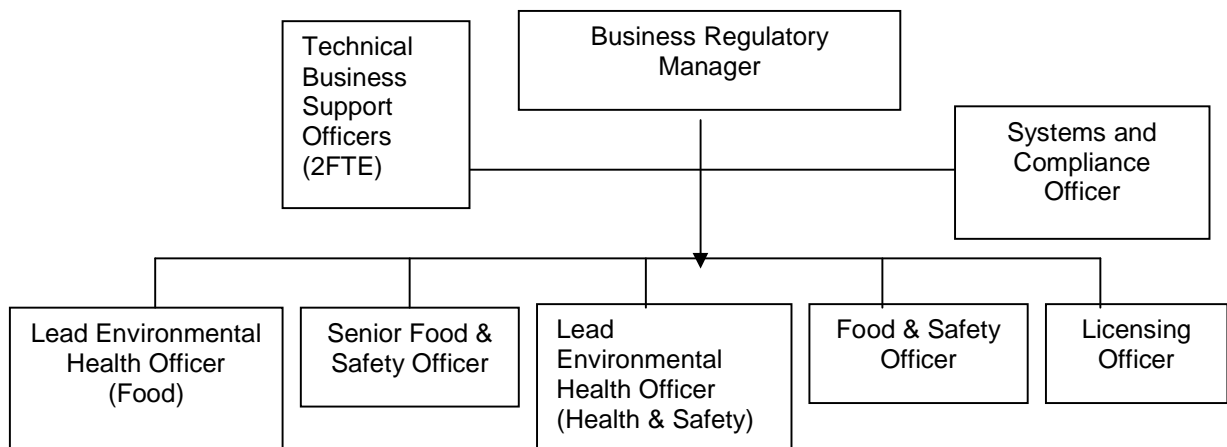 Technical
Business
Support
Officers
(2FTE)
Business Regulatory
Manager
Systems and
Compliance
Officer
Lead Environmental
Health Officer
(Food)
Senior Food &
Safety Officer
Lead
Environmental
Health Officer
(Health & Safety)
Food & Safety
Officer
Licensing
Officer